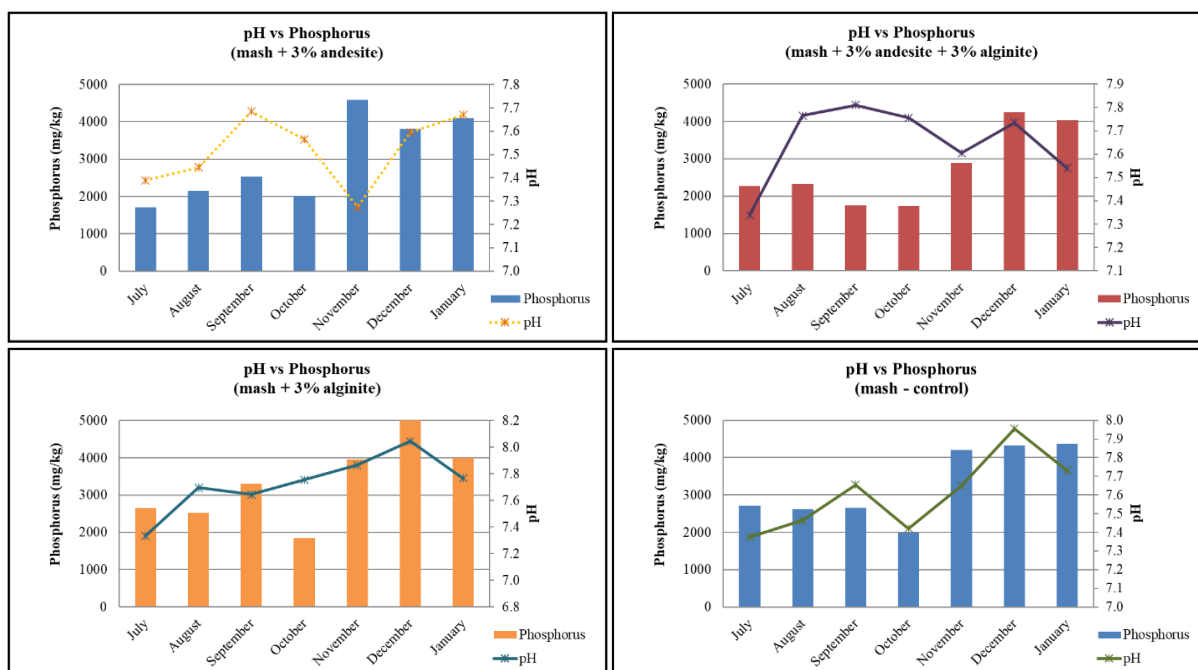 pH vs Phosphorus
(mash + 3% andesite)
Phosphorus (mg/kg)
5000
4000
3000
2000
1000
0
7.8
7.7
7.6
7.5
7.4
7.3
7.2
7.1
7.0
pH
July
August
September
October
November
December
January
Phosphorus
pH
pH vs Phosphorus
(mash + 3% andesite + 3% alginite)
Phosphorus (mg/kg)
5000
4000
3000
2000
1000
0
7.9
7.8
7.7
7.6
7.5
7.4
7.3
7.2
7.1
pH
July
August
September
October
November
December
January
Phosphorus
pH
pH vs Phosphorus
(mash + 3% alginite)
Phosphorus (mg/kg)
5000
4000
3000
2000
1000
0
8.2
8.0
7.8
7.6
7.4
7.2
7.0
6.8
pH
July
August
September
October
November
December
January
Phosphorus
pH
pH vs Phosphorus
(mash - control)
Phosphorus (mg/kg)
5000
4000
3000
2000
1000
0
8.0
7.9
7.8
7.7
7.6
7.5
7.4
7.3
7.2
7.1
7.0
pH
July
August
September
October
November
December
January
Phosphorus
pH